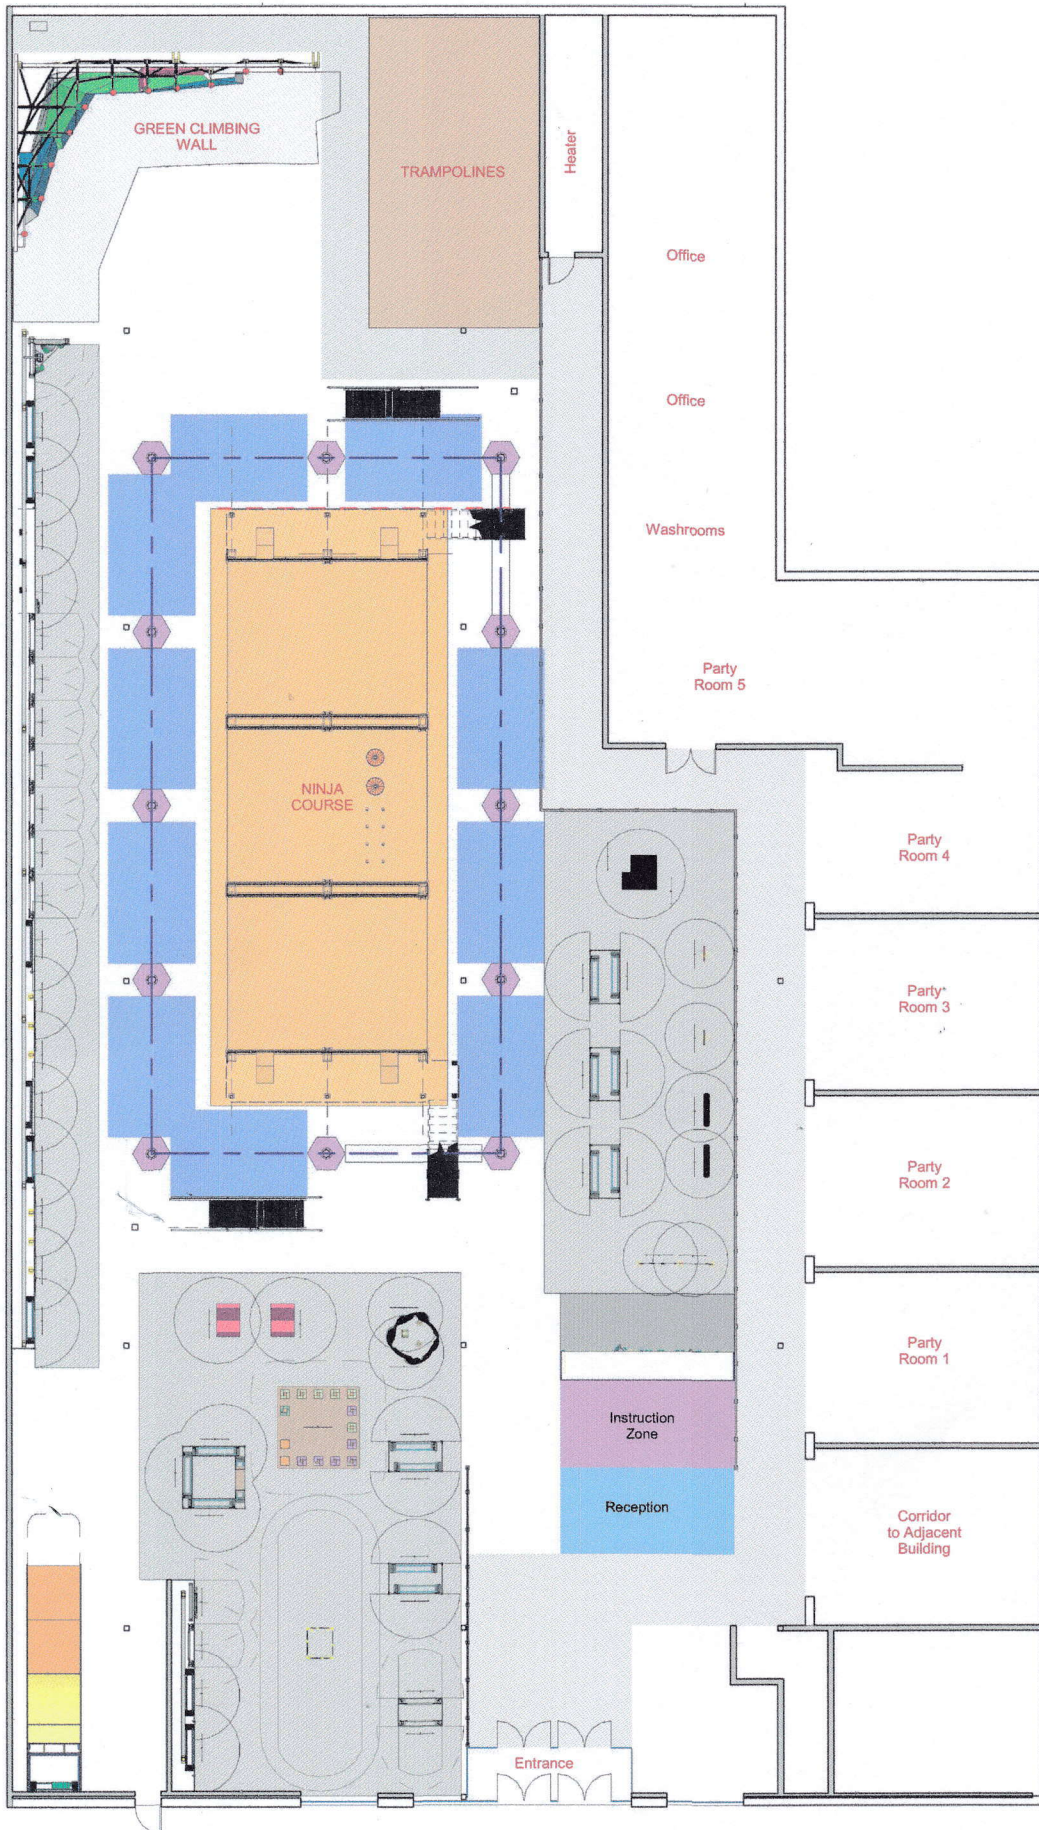 GREEN CLIMBING
WALL
TRAMPOLINES
Heater
Office
Office
Washrooms
Party
Room 5
NINJA
COURSE
Party
Room 4
Party
Room 3
Party
Room 2
Party
Room 1
Instruction
Zone
Reception
Corridor
to Adjacent
Building
Entrance